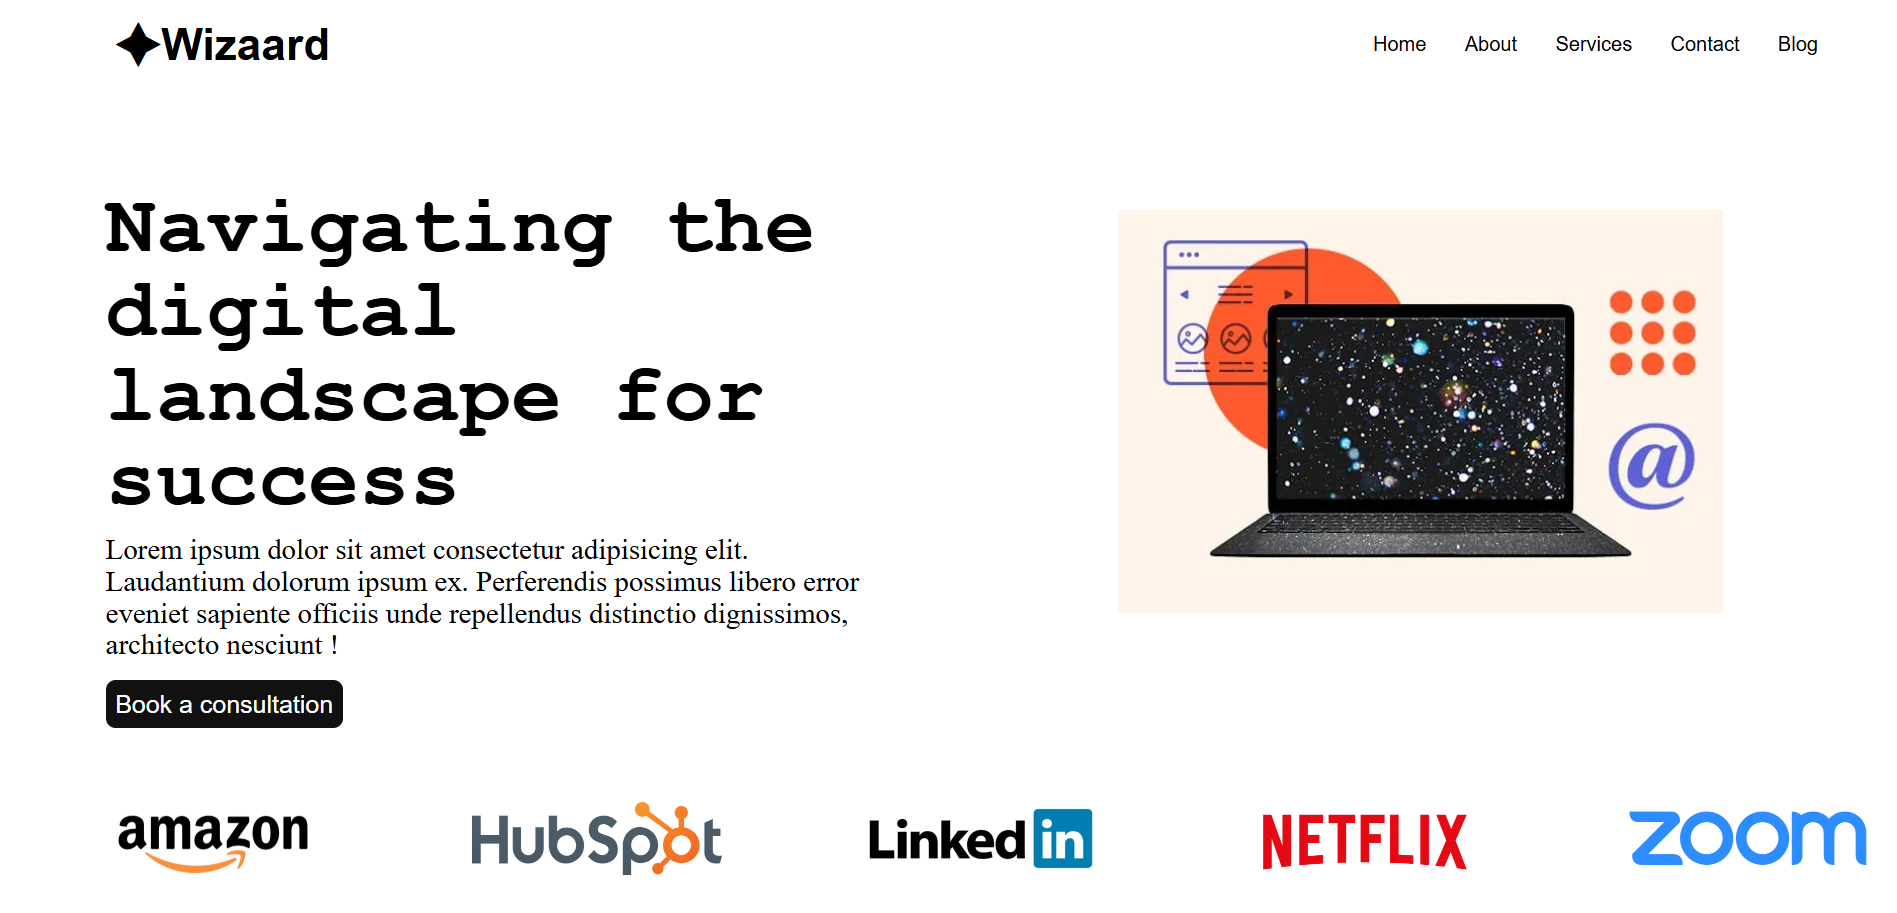 Wizaard
Home About Services Contact Blog
Navigating the
digital
landscape for
success
Lorem ipsum dolor sit amet consectetur adipisicing elit.
Laudantium dolorum ipsum ex. Perferendis possimus libero error
eveniet sapiente officiis unde repellendus distinctio dignissimos,
architecto nesciunt !
@
Book a consultation
amazon HubSpot Linked in NETFLIX zoom